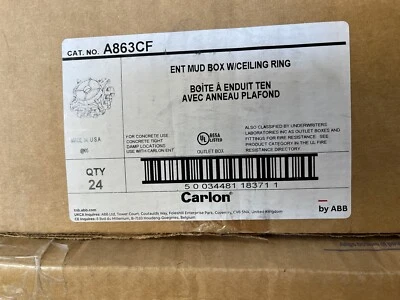 CAT. NO. A863CF
ENT MUD BOX W/CEILING RING
BOÎTE À ENDUIT TEN
AVEC ANNEAU PLAFOND
MADE IN USA
FOR CONCRETE USE
CONCRETE TIGHT
DAMP LOCATIONS
USE WITH CARLON ENT
UL
LISTED
OUTLET BOX
ALSO CLASSIFIED BY UNDERWRITERS
LABORATORIES INC AS OUTLET BOXES AND
FITTINGS FOR FIRE RESISTANCE. SEE
PRODUCT CATEGORY IN THE UL FIRE
RESISTANCE DIRECTORY
QTY
24
5 0 034481 18371 1
Carlon®
by ABB